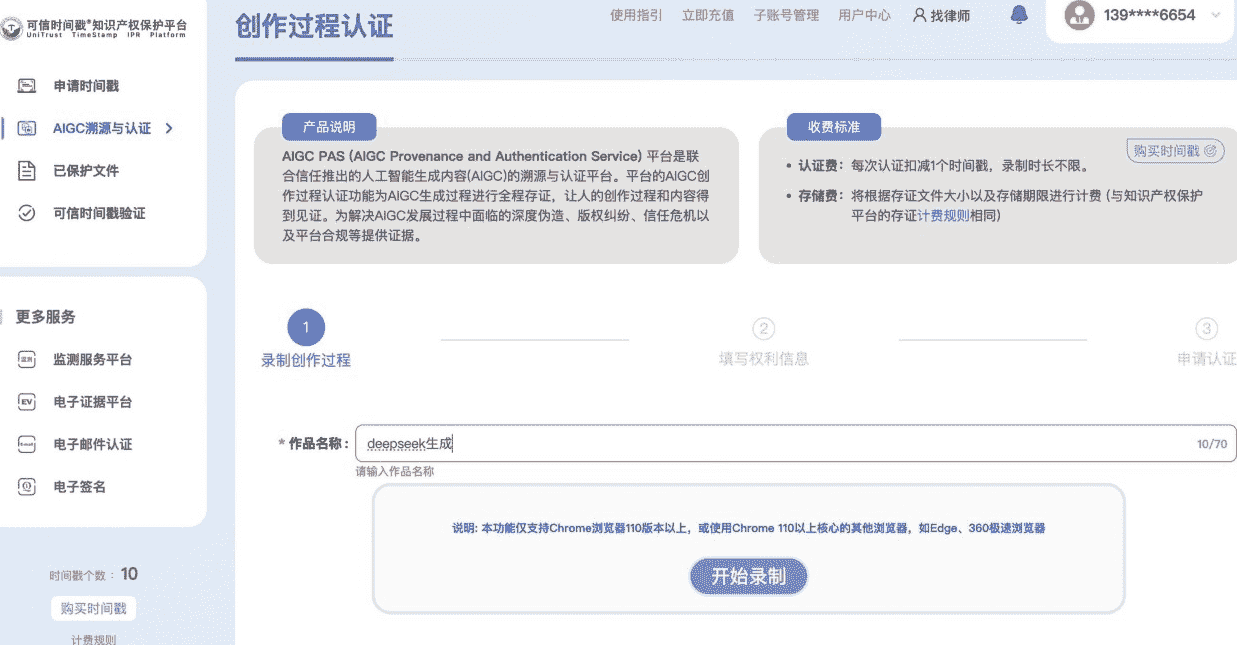 可信时间戳®知识产权保护平台
UniTrust TimeStamp IPR Platform
申请时间戳
AIGC溯源与认证
已保护文件
可信时间戳验证
更多服务
监测服务平台
EV 电子证据平台
电子邮件认证
电子签名
时间戳个数：10
购买时间戳
计费规则
创作过程认证
使用指引 立即充值 子账号管理 用户中心 找律师 139****6654
产品说明
AIGC PAS (AIGC Provenance and Authentication Service) 平台是联
合信任推出的人工智能生成内容(AIGC)的溯源与认证平台。平台的AIGC创
作过程认证功能为AIGC生成过程进行全程存证，让人的创作过程和内容得
到见证。为解决AIGC发展过程中面临的深度伪造、版权纠纷、信任危机以
及平台合规等提供证据。
收费标准
购买时间戳
• 认证费：每次认证扣减1个时间戳，录制时长不限。
• 存储费：将根据存证文件大小以及存储期限进行计费 (与知识产权保护
平台的存证计费规则相同)
1
录制创作过程
2
填写权利信息
3
申请认证
* 作品名称： deepseek生成 10/70
请输入作品名称
说明: 本功能仅支持Chrome浏览器110版本以上，或使用Chrome 110以上核心的其他浏览器，如Edge、360极速浏览器
开始录制